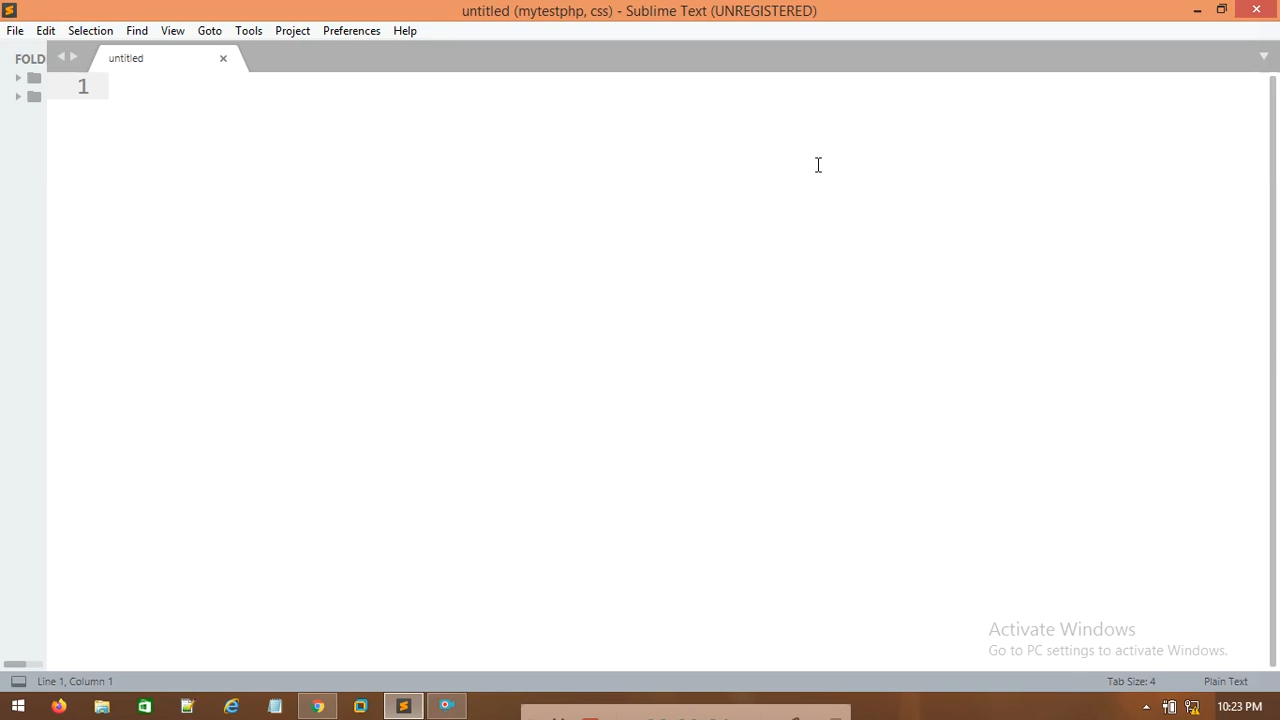 untitled (mytestphp, css) - Sublime Text (UNREGISTERED)
File Edit Selection Find View Goto Tools Project Preferences Help
FOLD
untitled
1
Activate Windows
Go to PC settings to activate Windows.
Line 1, Column 1
Tab Size: 4
Plain Text
10:23 PM